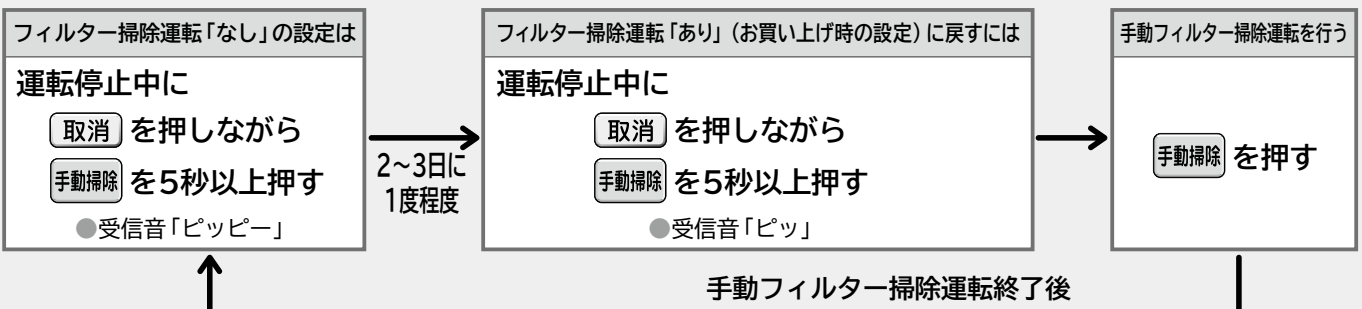 フィルター掃除運転「なし」の設定は
運転停止中に
取消 を押しながら
手動掃除 を5秒以上押す
●受信音「ピッピー」
2〜3日に
1度程度
フィルター掃除運転「あり」（お買い上げ時の設定）に戻すには
運転停止中に
取消 を押しながら
手動掃除 を5秒以上押す
●受信音「ピッ」
手動フィルター掃除運転を行う
手動掃除 を押す
手動フィルター掃除運転終了後